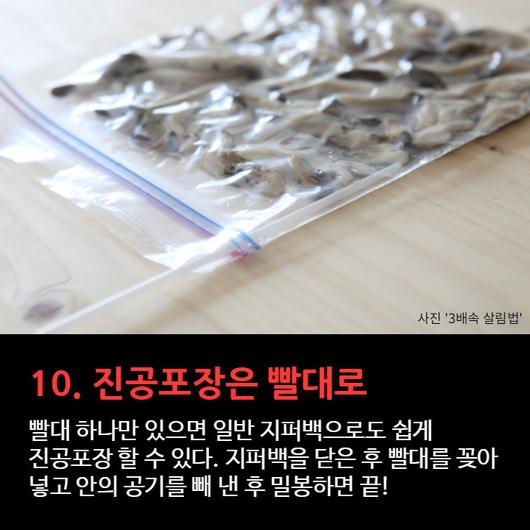 사진 '3배속 살림법'
10. 진공포장은 빨대로
빨대 하나만 있으면 일반 지퍼백으로도 쉽게
진공포장 할 수 있다. 지퍼백을 닫은 후 빨대를 꽂아
넣고 안의 공기를 빼 낸 후 밀봉하면 끝!